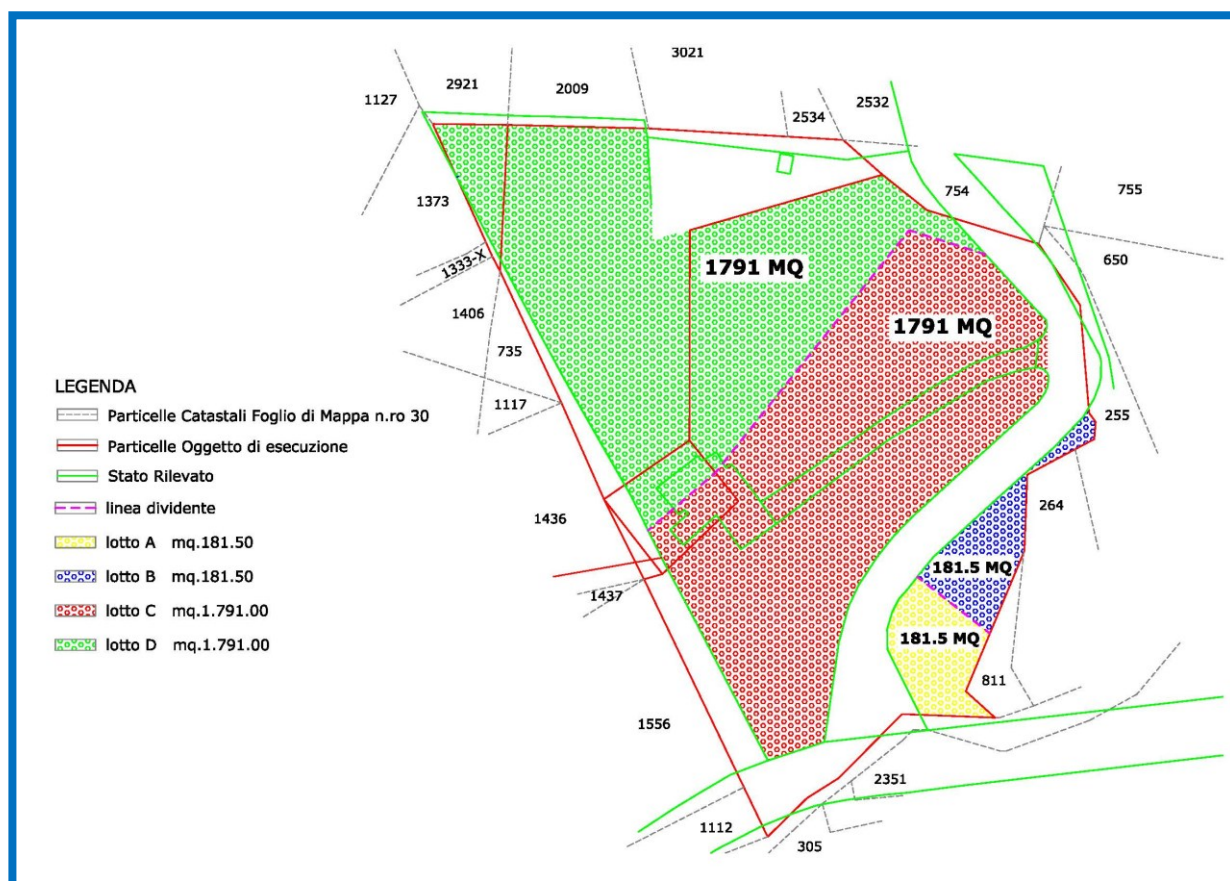 3021
2921
2009
1127
2534
2532
1373
754
755
1333-X
650
1791 MQ
1791 MQ
1406
735
LEGENDA
Particelle Catastali Foglio di Mappa n.ro 30
1117
255
Particelle Oggetto di esecuzione
Stato Rilevato
linea dividente
264
1436
lotto A mq.181.50
181.5 MQ
lotto B mq.181.50
1437
lotto C mq.1.791.00
181.5 MQ
lotto D mq.1.791.00
811
1556
2351
1112
305